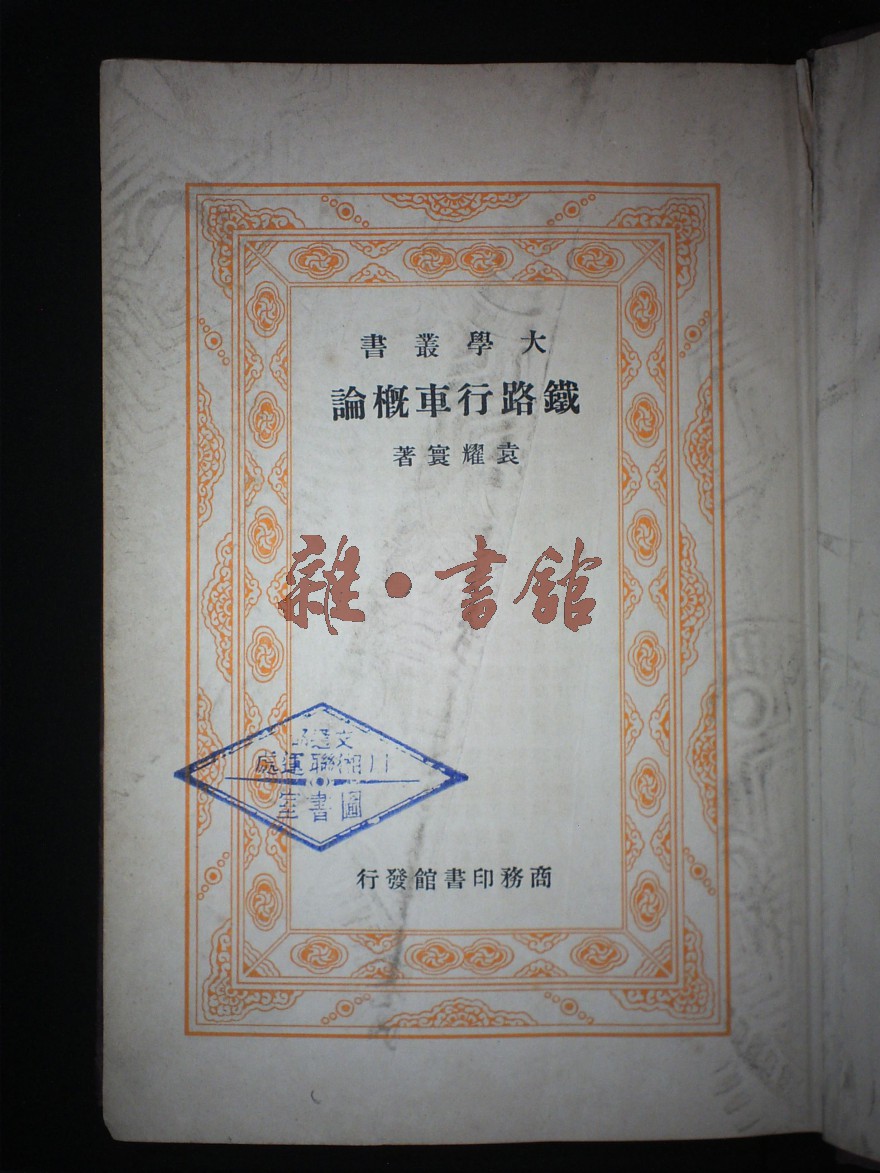 大學叢書
鐵路行車概論
袁耀寰著
雜·書館
川湘聯運處
圖書室
商務印書館發行